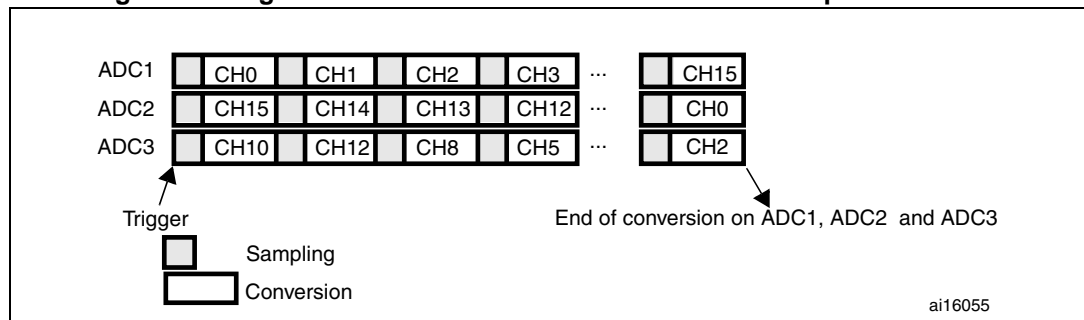 ADC1 CH0 CH1 CH2 CH3 ... CH15
ADC2 CH15 CH14 CH13 CH12 ... CH0
ADC3 CH10 CH12 CH8 CH5 ... CH2
Trigger
End of conversion on ADC1, ADC2 and ADC3
Sampling
Conversion
ai16055